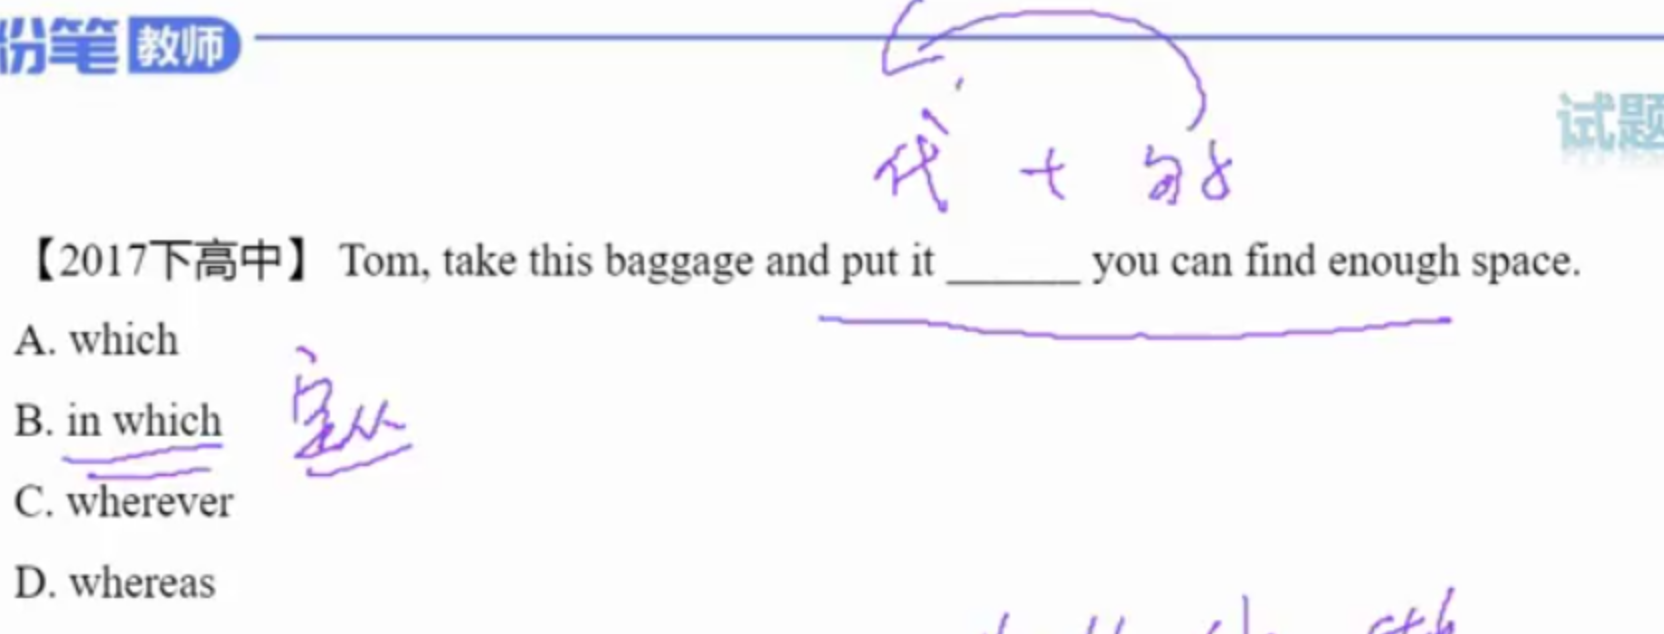 粉笔 教师
试题
代 + 句子
【2017下高中】 Tom, take this baggage and put it ______ you can find enough space.
A. which
B. in which 定从
C. wherever
D. whereas